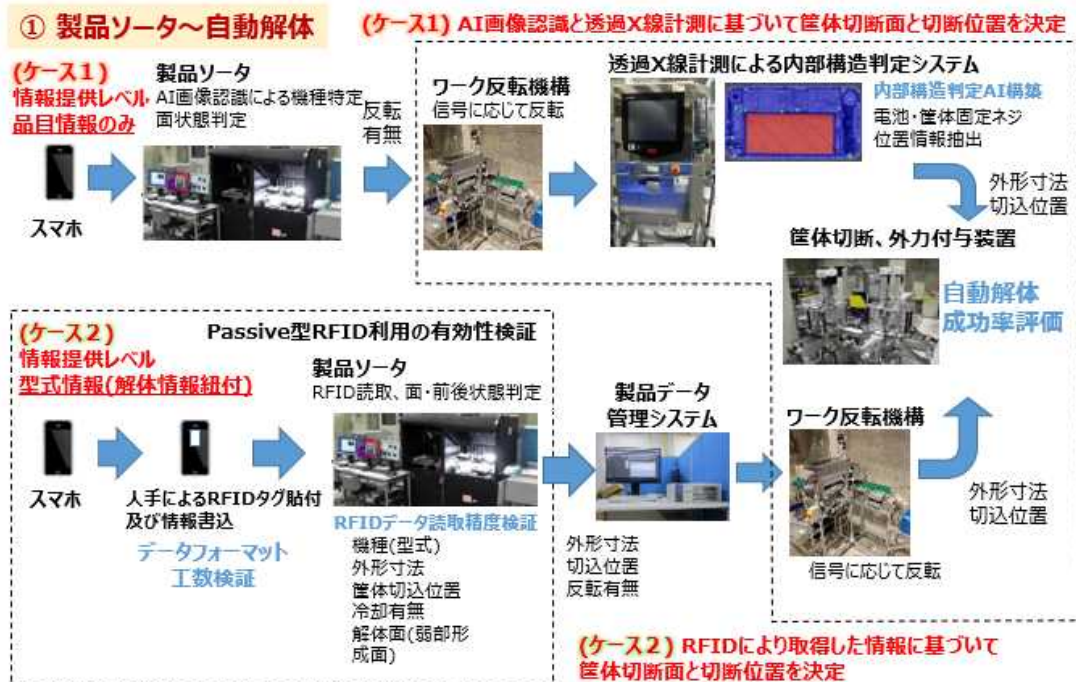 ① 製品ソータ～自動解体
(ケース1) AI画像認識と透過X線計測に基づいて筐体切断面と切断位置を決定
(ケース1)
情報提供レベル
品目情報のみ
スマホ
製品ソータ
AI画像認識による機種特定
面状態判定
反転
有無
ワーク反転機構
信号に応じて反転
透過X線計測による内部構造判定システム
内部構造判定AI構築
電池・筐体固定ネジ
位置情報抽出
外形寸法
切込位置
筐体切断、外力付与装置
自動解体
成功率評価
(ケース2)
情報提供レベル
型式情報(解体情報紐付)
Passive型RFID利用の有効性検証
スマホ
人手によるRFIDタグ貼付
及び情報書込
データフォーマット
工数検証
製品ソータ
RFID読取、面・前後状態判定
RFIDデータ読取精度検証
機種(型式)
外形寸法
筐体切込位置
冷却有無
解体面(弱部形
成面)
製品データ
管理システム
外形寸法
切込位置
反転有無
ワーク反転機構
信号に応じて反転
外形寸法
切込位置
(ケース2) RFIDにより取得した情報に基づいて
筐体切断面と切断位置を決定